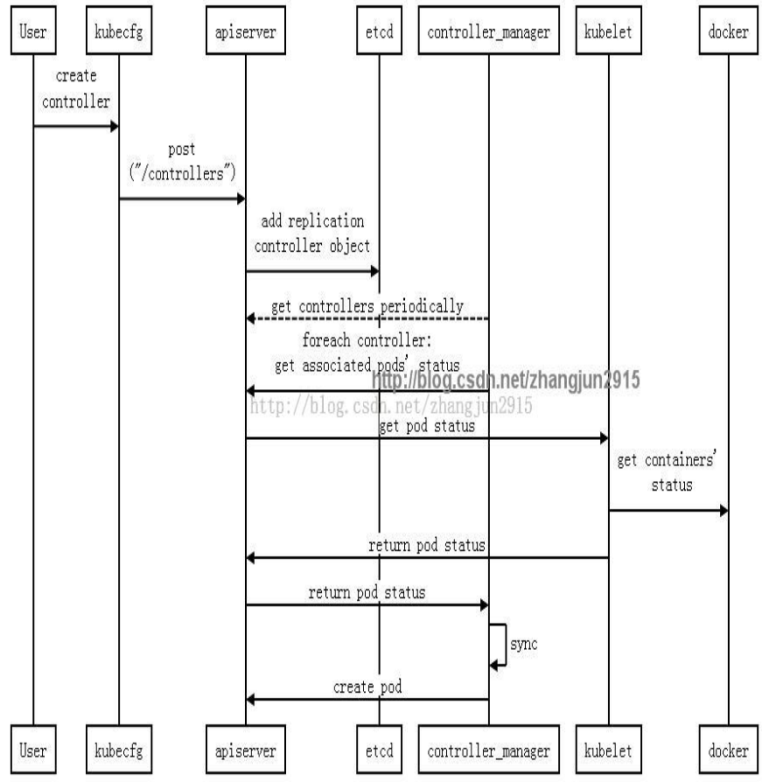 User kubecfg apiserver etcd controller_manager kubelet docker
create
controller
post
("/controllers")
add replication
controller object
get controllers periodically
foreach controller:
get associated pods' status
http://blog.csdn.net/zhangjun2915
http://blog.csdn.net/zhangjun2915
get pod status
get containers'
status
return pod status
return pod status
sync
create pod
User kubecfg apiserver etcd controller_manager kubelet docker